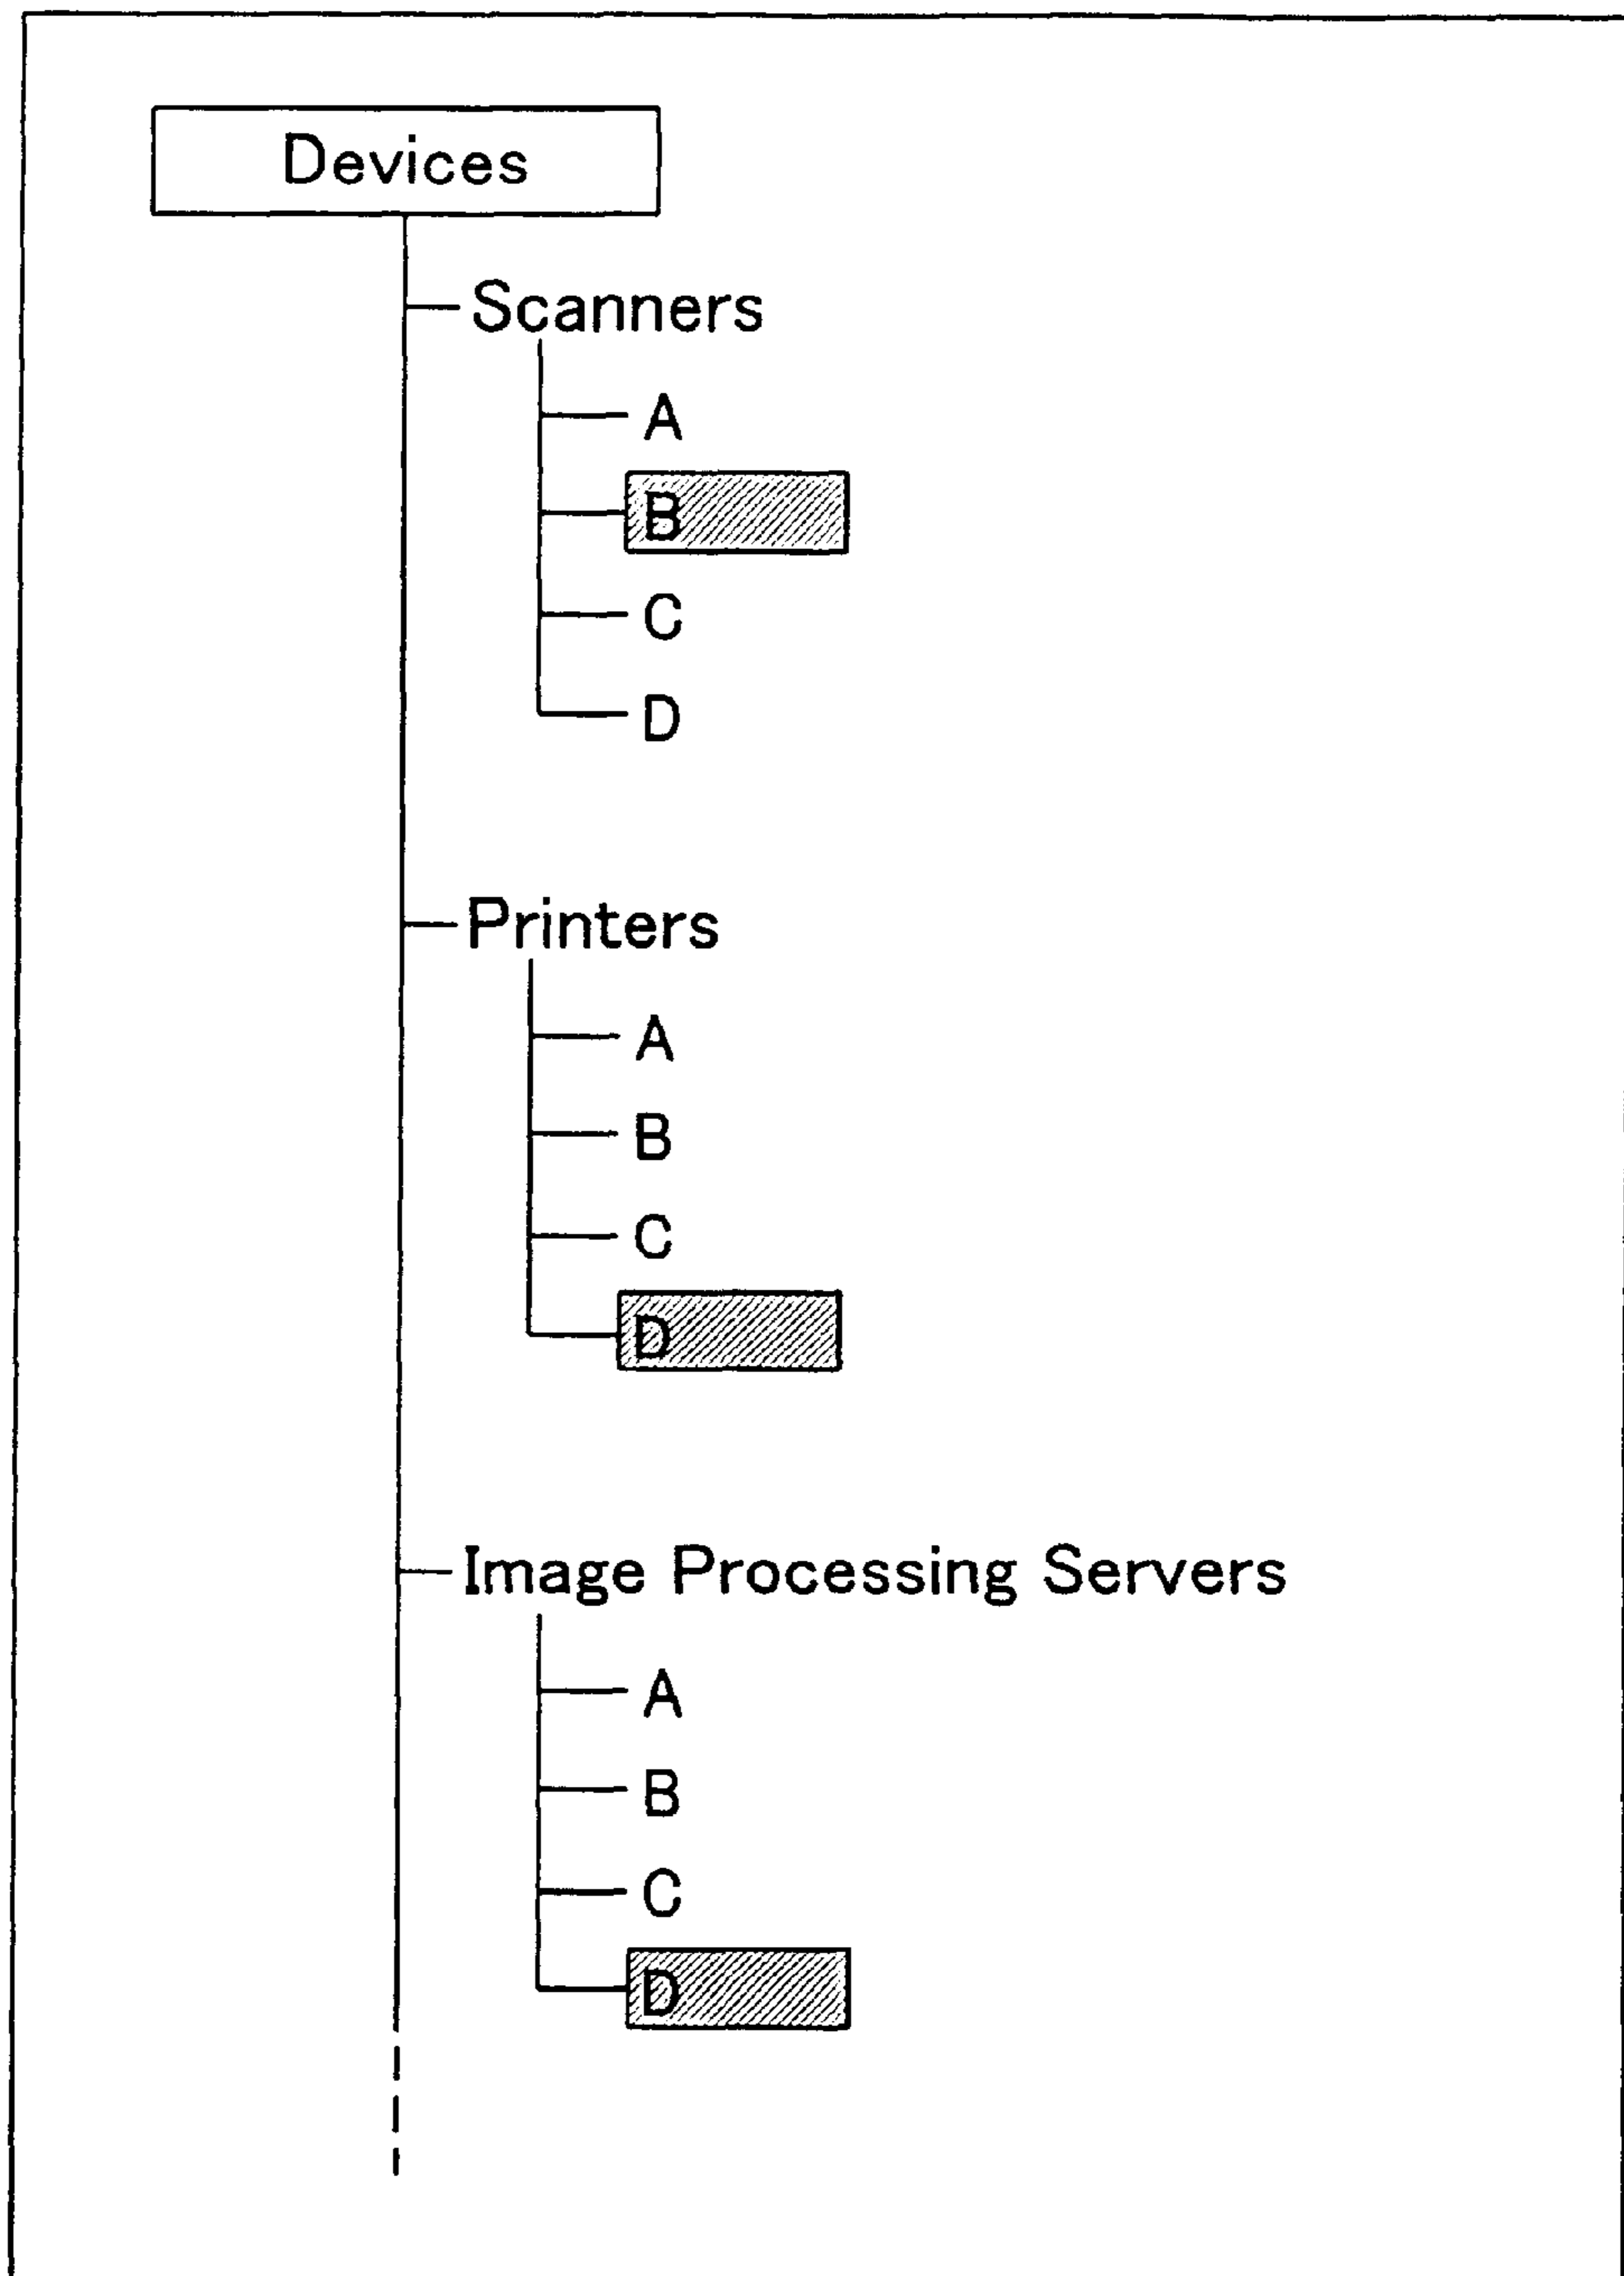 Devices
Scanners
A
B
C
D
Printers
A
B
C
D
Image Processing Servers
A
B
C
D